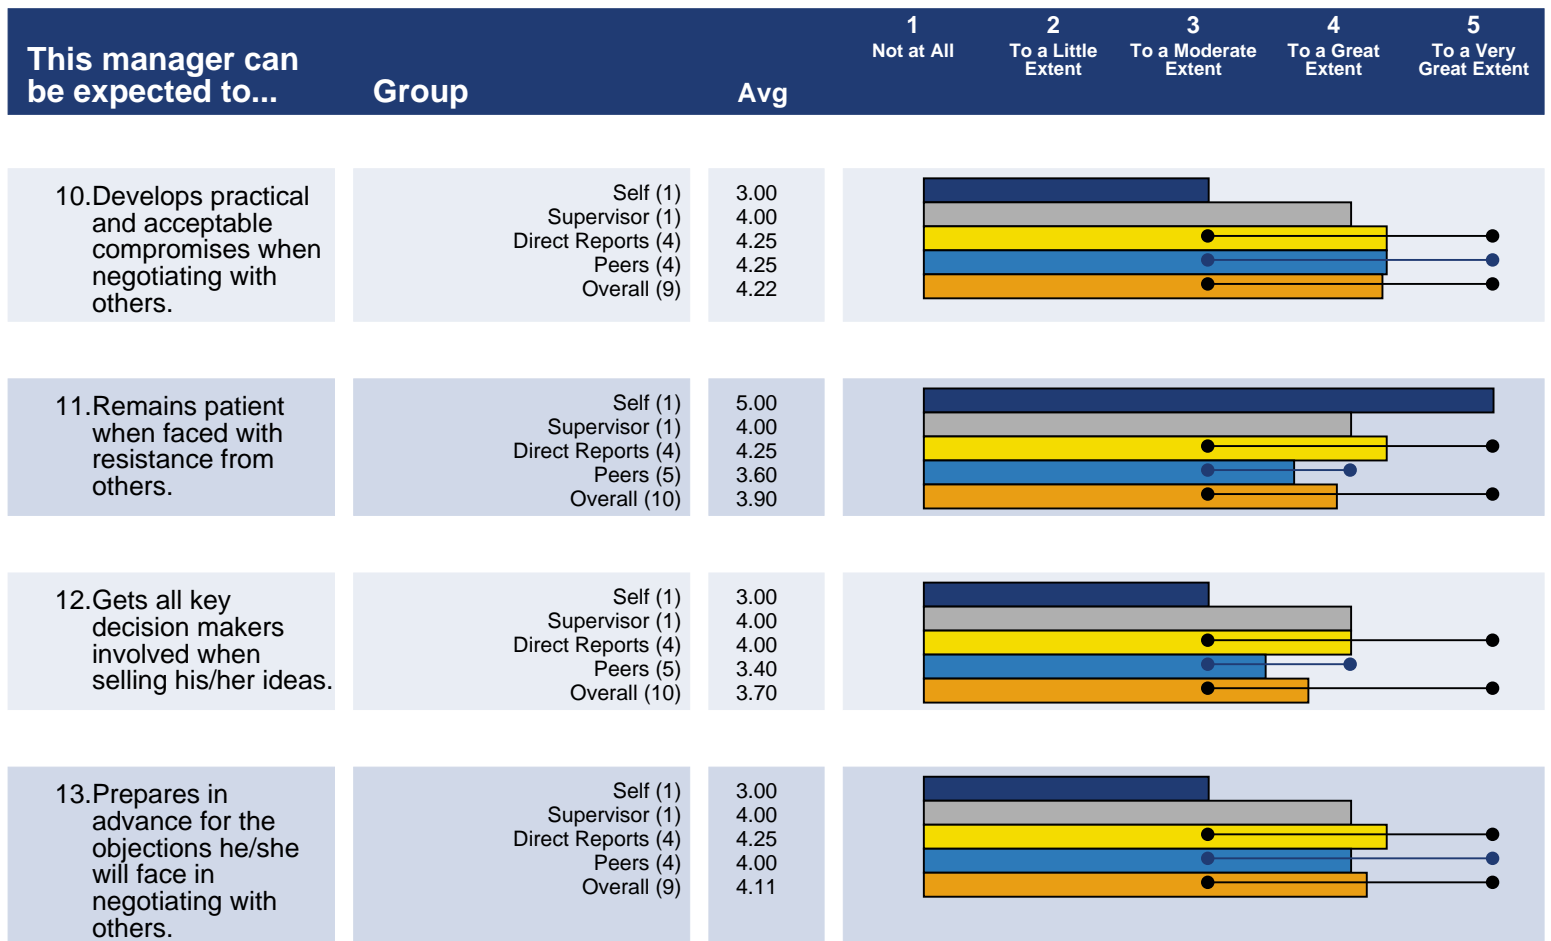 1 2 3 4 5
Not at All To a Little To a Moderate To a Great To a Very
Extent Extent Extent Great Extent
This manager can
be expected to... Group Avg
10.Develops practical
and acceptable
compromises when
negotiating with
others.
Self (1) 3.00
Supervisor (1) 4.00
Direct Reports (4) 4.25
Peers (4) 4.25
Overall (9) 4.22
11.Remains patient
when faced with
resistance from
others.
Self (1) 5.00
Supervisor (1) 4.00
Direct Reports (4) 4.25
Peers (5) 3.60
Overall (10) 3.90
12.Gets all key
decision makers
involved when
selling his/her ideas.
Self (1) 3.00
Supervisor (1) 4.00
Direct Reports (4) 4.00
Peers (5) 3.40
Overall (10) 3.70
13.Prepares in
advance for the
objections he/she
will face in
negotiating with
others.
Self (1) 3.00
Supervisor (1) 4.00
Direct Reports (4) 4.25
Peers (4) 4.00
Overall (9) 4.11